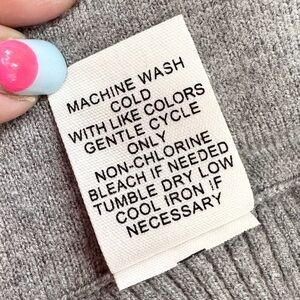 MACHINE WASH
COLD
WITH LIKE COLORS
GENTLE CYCLE
ONLY
NON-CHLORINE
BLEACH IF NEEDED
TUMBLE DRY LOW
COOL IRON IF
NECESSARY